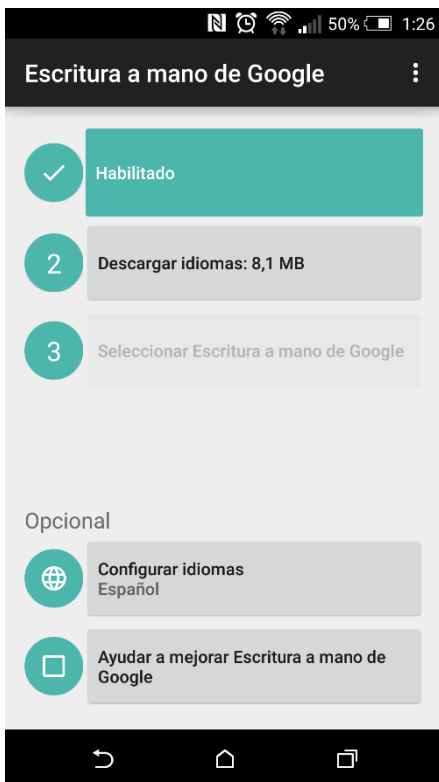 50% 1:26
Escritura a mano de Google
Habilitado
2 Descargar idiomas: 8,1 MB
3 Seleccionar Escritura a mano de Google
Opcional
Configurar idiomas
Español
Ayudar a mejorar Escritura a mano de
Google